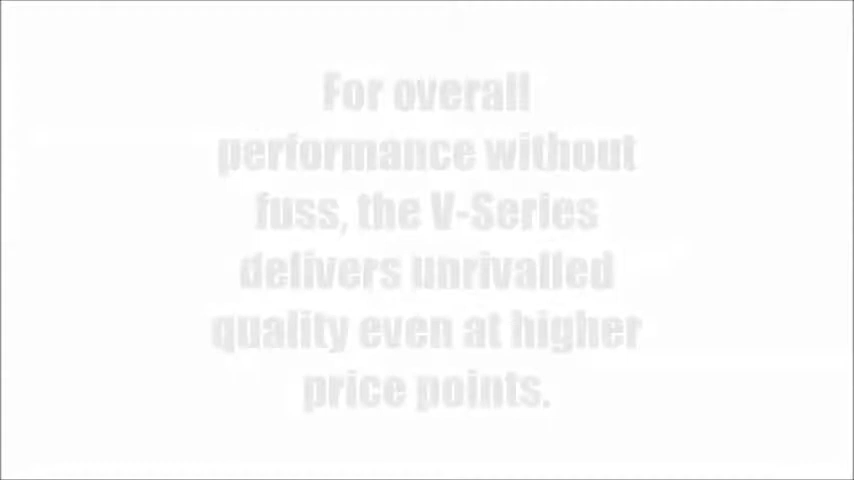 For overall
performance without
fuss, the V-Series
delivers unrivalled
quality even at higher
price points.